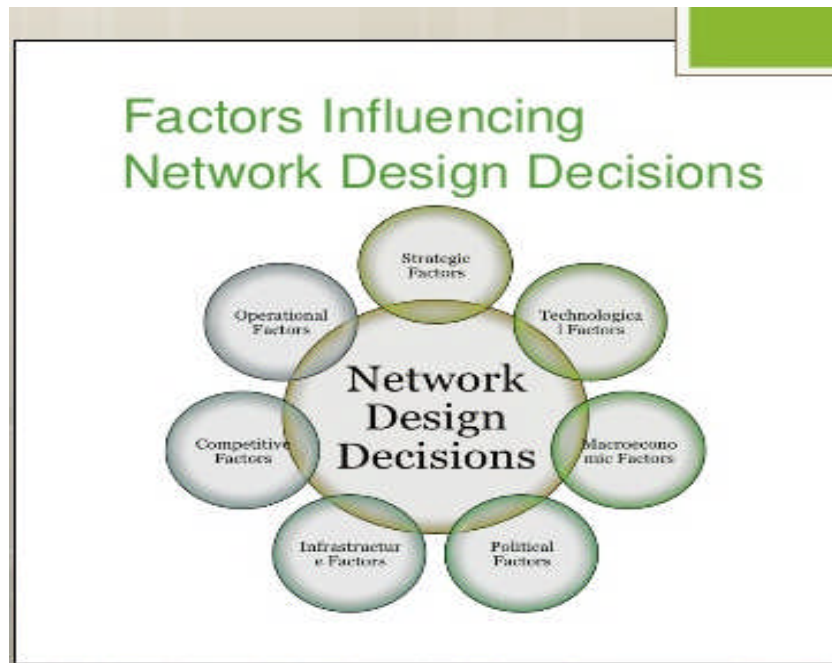 Factors Influencing
Network Design Decisions
Strategic
Factors
Technologica
l Factors
Macroecono
mic Factors
Political
Factors
Infrastructur
e Factors
Competitive
Factors
Operational
Factors
Network
Design
Decisions